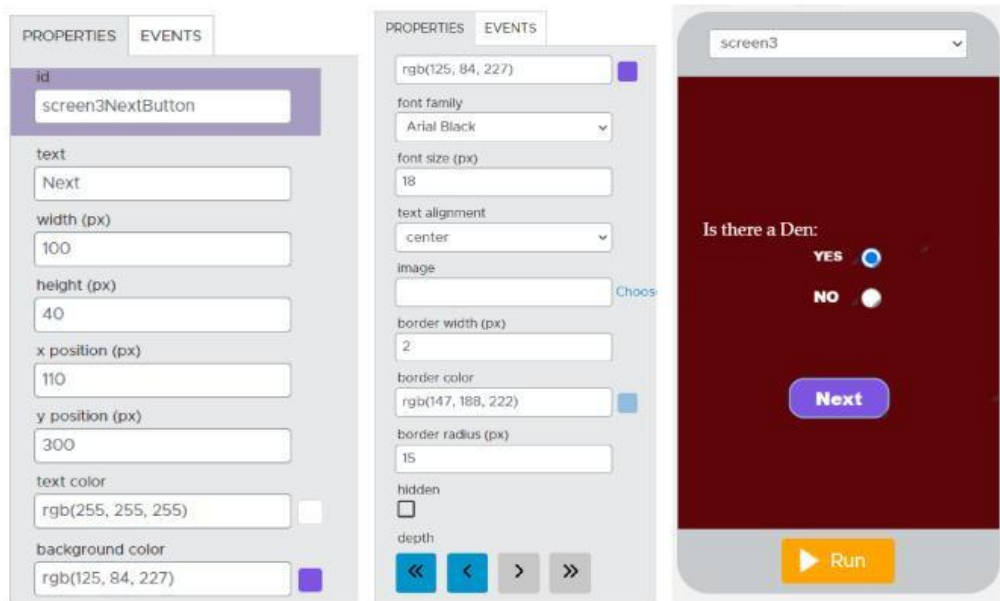 PROPERTIES EVENTS
id
screen3NextButton
text
Next
width (px)
100
height (px)
40
x position (px)
110
y position (px)
300
text color
rgb(255, 255, 255)
background color
rgb(125, 84, 227)
PROPERTIES EVENTS
rgb(125, 84, 227)
font family
Arial Black
font size (px)
18
text alignment
center
image
Choos
border width (px)
2
border color
rgb(147, 188, 222)
border radius (px)
15
hidden
depth
screen3
Is there a Den:
YES
NO
Next
Run